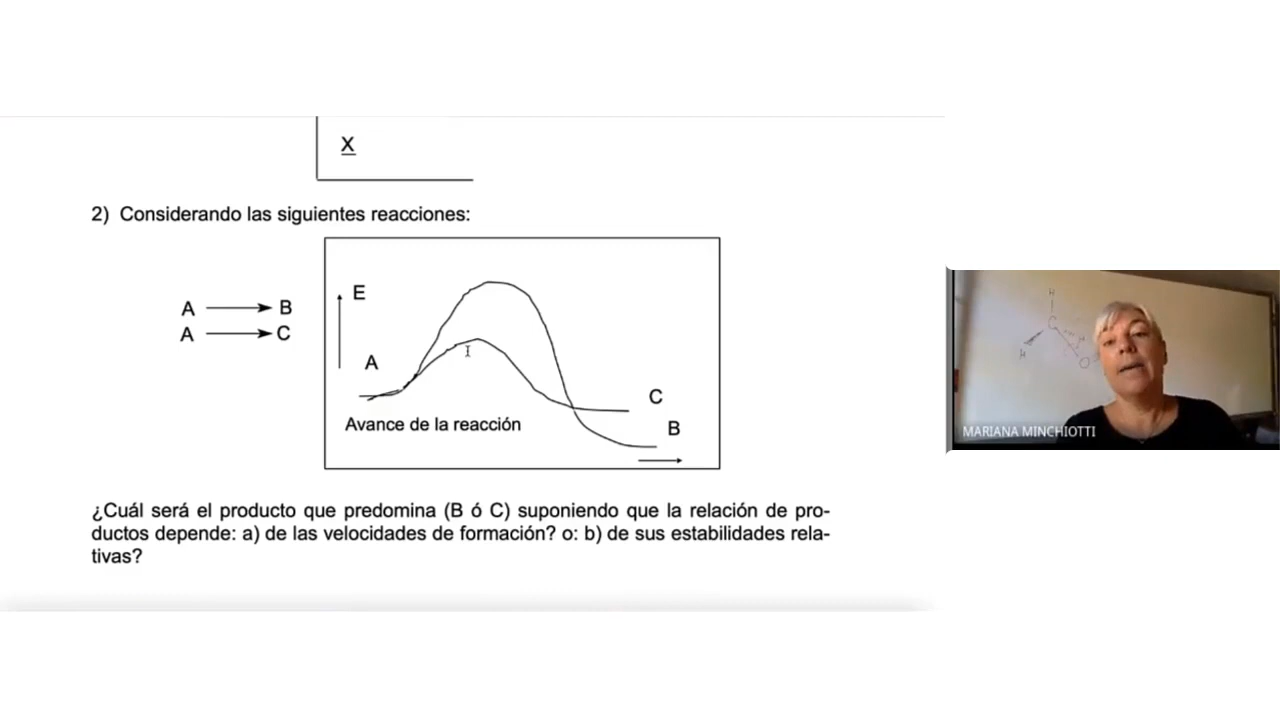 X
2) Considerando las siguientes reacciones:
E
A → B
A → C
A
C
Avance de la reacción
B
¿Cuál será el producto que predomina (B ó C) suponiendo que la relación de pro-
ductos depende: a) de las velocidades de formación? o: b) de sus estabilidades rela-
tivas?
H
C
H
H
O
MARIANA MINCHIOTTI